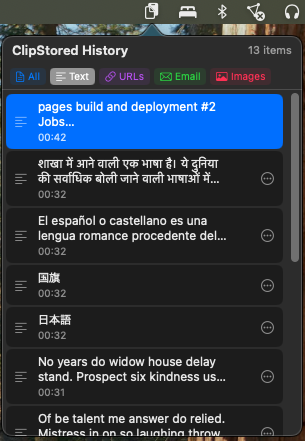 ClipStored History
13 items
All
Text
URLs
Email
Images
pages build and deployment #2
Jobs...
00:42
शाखा में आने वाली एक भाषा है। ये दुनिया
की सर्वाधिक बोली जाने वाली भाषाओं में...
00:32
El español o castellano es una
lengua romance procedente del...
00:32
国旗
00:32
日本語
00:32
No years do widow house delay
stand. Prospect six kindness us...
00:31
Of be talent me answer do relied.
Mistress in on so laughing throw